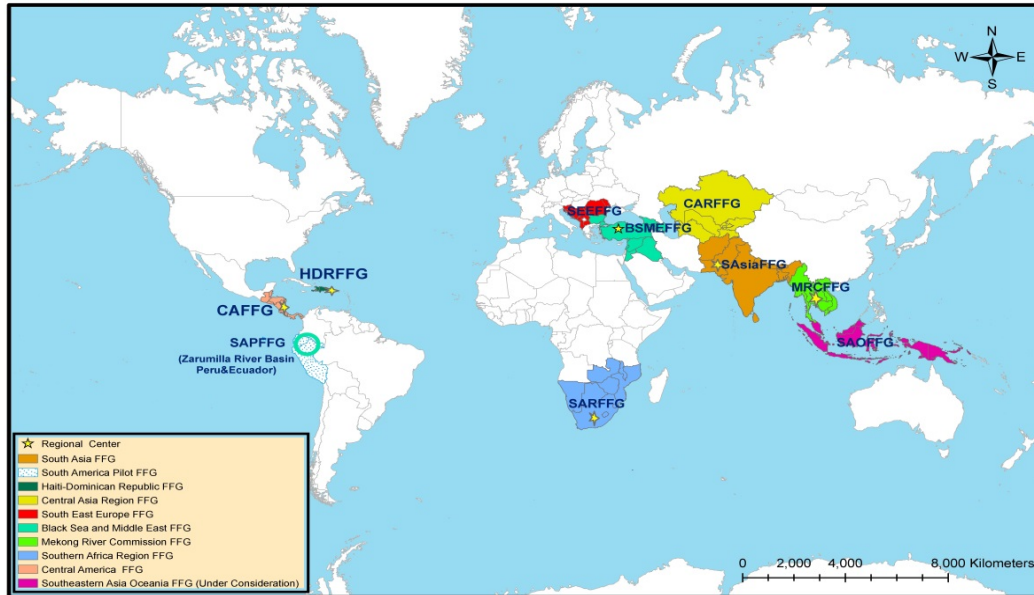 N
W E
S
CARFFG
SEEFFG
BSMEFFG
SAsiaFFG
HDRFFG
MRCFFG
CAFFG
SAPFFG
SAOFFG
(Zarumilla River Basin
Peru&Ecuador)
SARFFG
Regional Center
South Asia FFG
South America Pilot FFG
Haiti-Dominican Republic FFG
Central Asia Region FFG
South East Europe FFG
Black Sea and Middle East FFG
Mekong River Commission FFG
Southern Africa Region FFG
Central America FFG
Southeastern Asia Oceania FFG (Under Consideration)
0 2,000 4,000 8,000 Kilometers